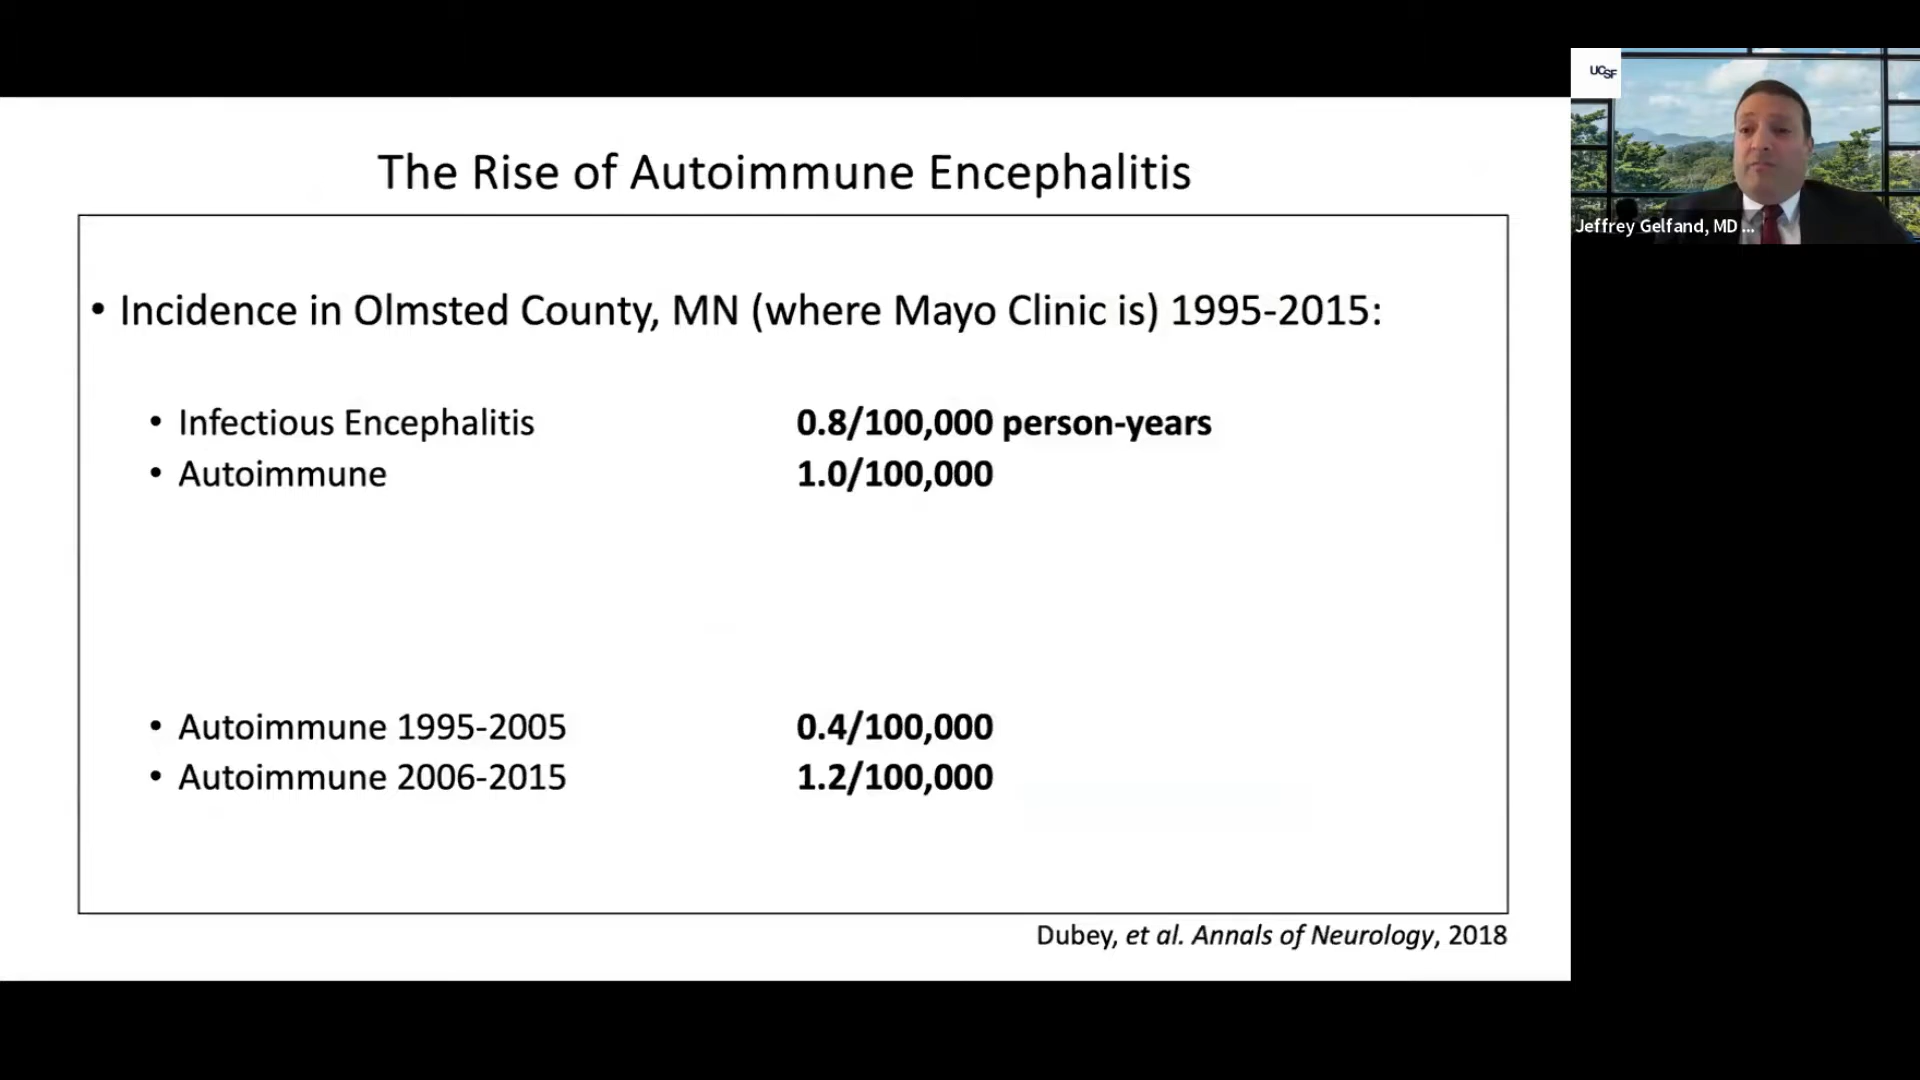 The Rise of Autoimmune Encephalitis
• Incidence in Olmsted County, MN (where Mayo Clinic is) 1995-2015:
• Infectious Encephalitis 0.8/100,000 person-years
• Autoimmune 1.0/100,000
• Autoimmune 1995-2005 0.4/100,000
• Autoimmune 2006-2015 1.2/100,000
Dubey, et al. Annals of Neurology, 2018
UCSF
Jeffrey Gelfand, MD ...